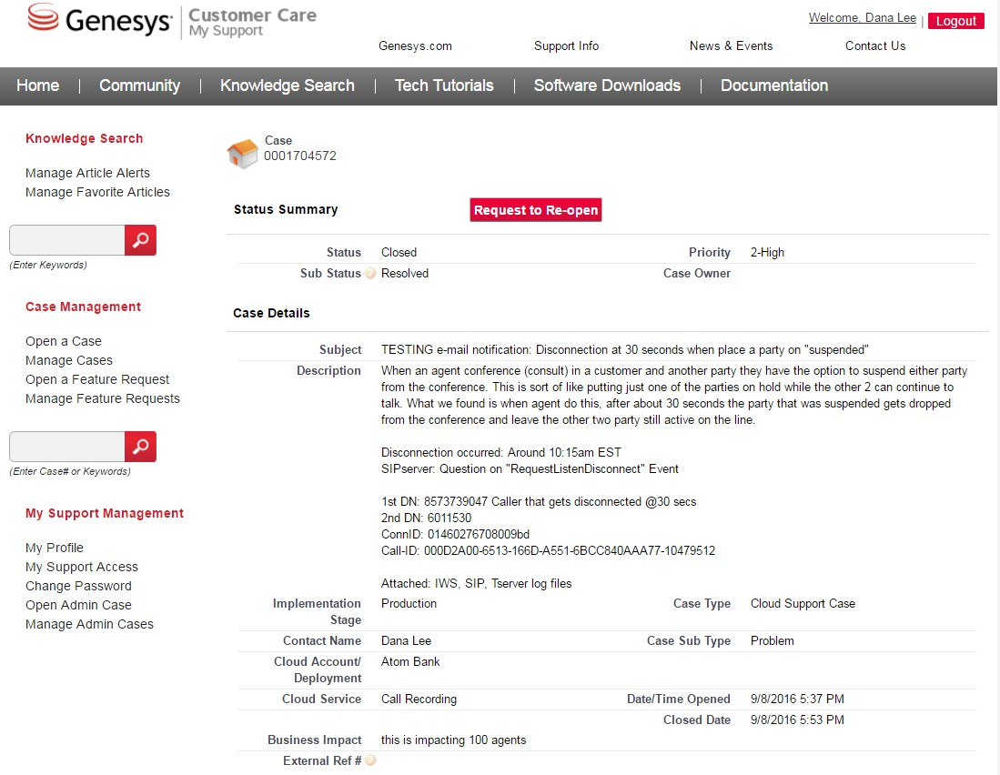 Genesys
Customer Care
My Support
Welcome, Dana Lee | Logout
Genesys.com Support Info News & Events Contact Us
Home | Community | Knowledge Search | Tech Tutorials | Software Downloads | Documentation
Knowledge Search
Manage Article Alerts
Manage Favorite Articles
(Enter Keywords)
Case Management
Open a Case
Manage Cases
Open a Feature Request
Manage Feature Requests
(Enter Case# or Keywords)
My Support Management
My Profile
My Support Access
Change Password
Open Admin Case
Manage Admin Cases
Case
0001704572
Status Summary Request to Re-open
Status Closed Priority 2-High
Sub Status ? Resolved Case Owner
Case Details
Subject TESTING e-mail notification: Disconnection at 30 seconds when place a party on "suspended"
Description When an agent conference (consult) in a customer and another party they have the option to suspend either party
from the conference. This is sort of like putting just one of the parties on hold while the other 2 can continue to
talk. What we found is when agent do this, after about 30 seconds the party that was suspended gets dropped
from the conference and leave the other two party still active on the line.
Disconnection occurred: Around 10:15am EST
SIPserver: Question on "RequestListenDisconnect" Event
1st DN: 8573739047 Caller that gets disconnected @30 secs
2nd DN: 6011530
ConnID: 01460276708009bd
Call-ID: 000D2A00-6513-166D-A551-6BCC840AAA77-10479512
Attached: IWS, SIP, Tserver log files
Implementation Production Case Type Cloud Support Case
Stage
Contact Name Dana Lee Case Sub Type Problem
Cloud Account/ Atom Bank
Deployment
Cloud Service Call Recording Date/Time Opened 9/8/2016 5:37 PM
Closed Date 9/8/2016 5:53 PM
Business Impact this is impacting 100 agents
External Ref # ?